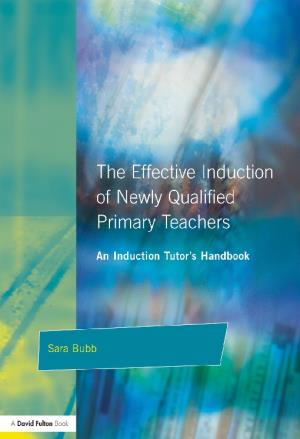 The Effective Induction
of Newly Qualified
Primary Teachers
An Induction Tutor's Handbook
Sara Bubb
A David Fulton Book